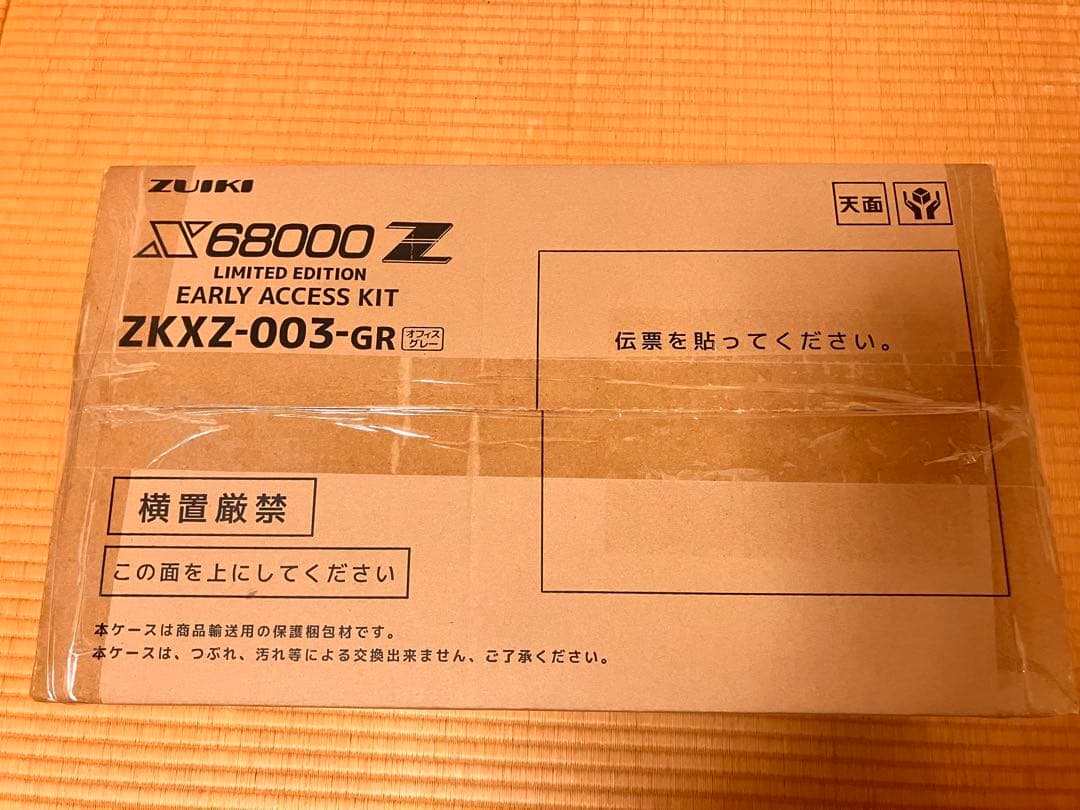 ZUIKI
X68000 Z
LIMITED EDITION
EARLY ACCESS KIT
ZKXZ-003-GR オフィスグレー
天面
伝票を貼ってください。
横置厳禁
この面を上にしてください
本ケースは商品輸送用の保護梱包材です。
本ケースは、つぶれ、汚れ等による交換出来ません、ご了承ください。